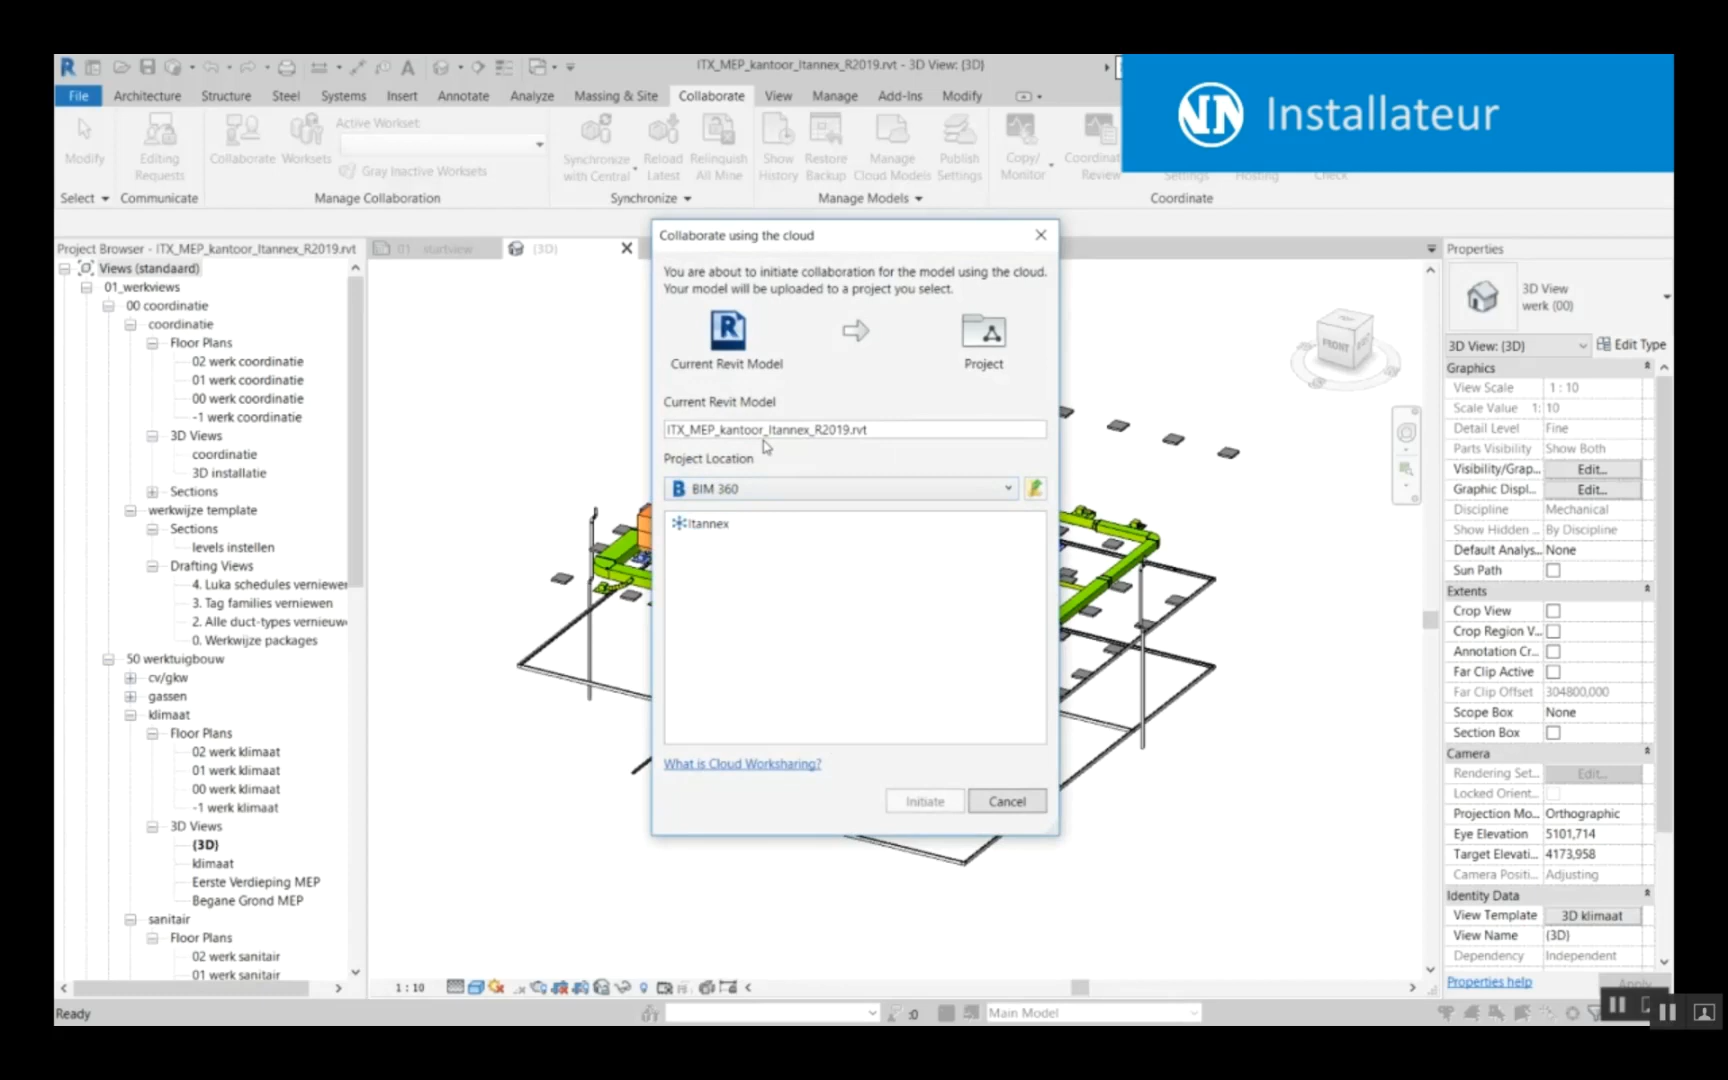 ITX_MEP_kantoor_Itannex_R2019.rvt - 3D View: {3D}
Installateur
File Architecture Structure Steel Systems Insert Annotate Analyze Massing & Site Collaborate View Manage Add-Ins Modify
Modify
Editing Requests
Collaborate Worksets
Active Workset:
Gray Inactive Worksets
Synchronize with Central
Reload Latest
Relinquish All Mine
Show History
Restore Backup
Manage Cloud Models
Publish Settings
Copy/ Monitor
Coordinat Review
Settings
Hosting
Check
Select Communicate Manage Collaboration Synchronize Manage Models Coordinate
Project Browser - ITX_MEP_kantoor_Itannex_R2019.rvt
01 startview
{3D}
Views (standaard)
01_werkviews
00 coordinatie
coordinatie
Floor Plans
02 werk coordinatie
01 werk coordinatie
00 werk coordinatie
-1 werk coordinatie
3D Views
coordinatie
3D installatie
Sections
werkwijze template
Sections
levels instellen
Drafting Views
4. Luka schedules vernieuwer
3. Tag families verniewen
2. Alle duct-types vernieuw
0. Werkwijze packages
50 werktuigbouw
cv/gkw
gassen
klimaat
Floor Plans
02 werk klimaat
01 werk klimaat
00 werk klimaat
-1 werk klimaat
3D Views
{3D}
klimaat
Eerste Verdieping MEP
Begane Grond MEP
sanitair
Floor Plans
02 werk sanitair
01 werk sanitair
Collaborate using the cloud
You are about to initiate collaboration for the model using the cloud.
Your model will be uploaded to a project you select.
Current Revit Model
Project
Current Revit Model
ITX_MEP_kantoor_Itannex_R2019.rvt
Project Location
BIM 360
Itannex
What is Cloud Worksharing?
Initiate Cancel
FRONT
Properties
3D View
werk (00)
3D View: {3D} Edit Type
Graphics
View Scale 1 : 10
Scale Value 1: 10
Detail Level Fine
Parts Visibility Show Both
Visibility/Grap... Edit...
Graphic Displ... Edit...
Discipline Mechanical
Show Hidden ... By Discipline
Default Analys... None
Sun Path
Extents
Crop View
Crop Region V...
Annotation Cr...
Far Clip Active
Far Clip Offset 304800,000
Scope Box None
Section Box
Camera
Rendering Set... Edit...
Locked Orient...
Projection Mo... Orthographic
Eye Elevation 5101,714
Target Elevati... 4173,958
Camera Positi... Adjusting
Identity Data
View Template 3D klimaat
View Name {3D}
Dependency Independent
Properties help Apply
1 : 10
Ready
:0
Main Model